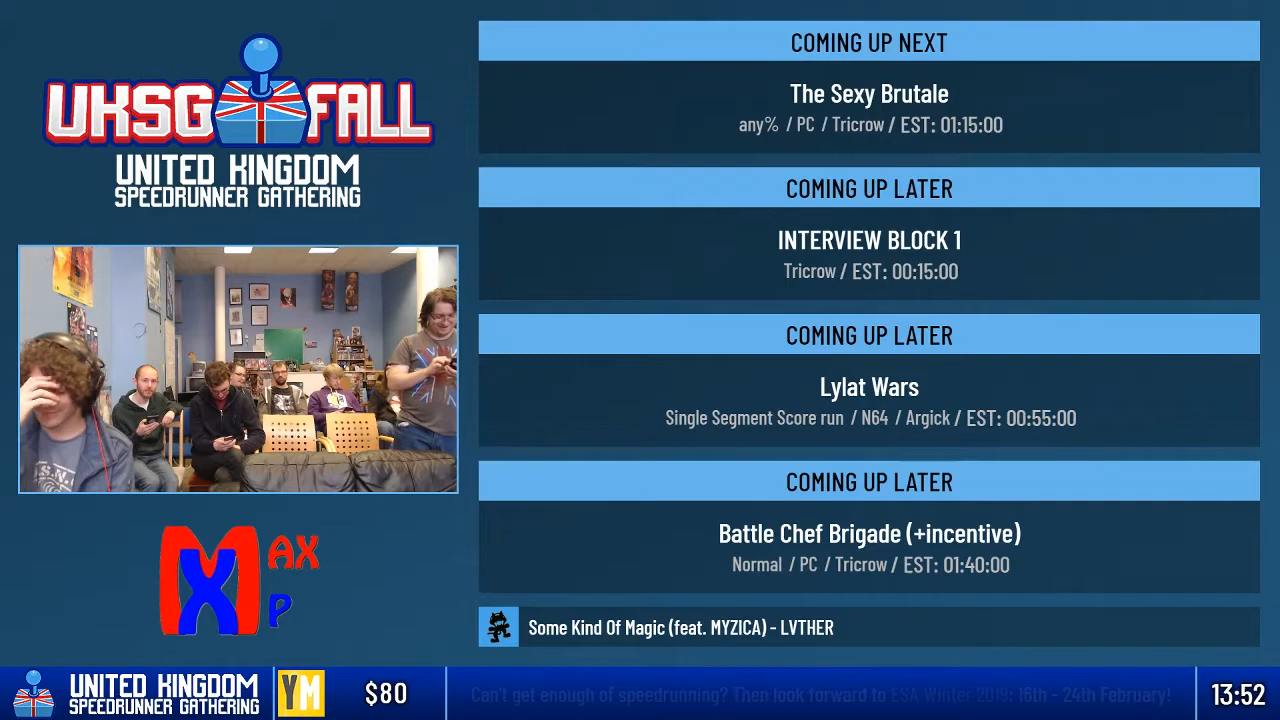 UKSG FALL
UNITED KINGDOM
SPEEDRUNNER GATHERING
COMING UP NEXT
The Sexy Brutale
any% / PC / Tricrow / EST: 01:15:00
COMING UP LATER
INTERVIEW BLOCK 1
Tricrow / EST: 00:15:00
COMING UP LATER
Lylat Wars
Single Segment Score run / N64 / Argick / EST: 00:55:00
COMING UP LATER
Battle Chef Brigade (+incentive)
Normal / PC / Tricrow / EST: 01:40:00
MAX
XP
Some Kind Of Magic (feat. MYZICA) - LVTHER
UNITED KINGDOM
SPEEDRUNNER GATHERING
YM
$80
Can't get enough of speedrunning? Then look forward to ESA Winter 2019: 16th - 24th February!
13:52